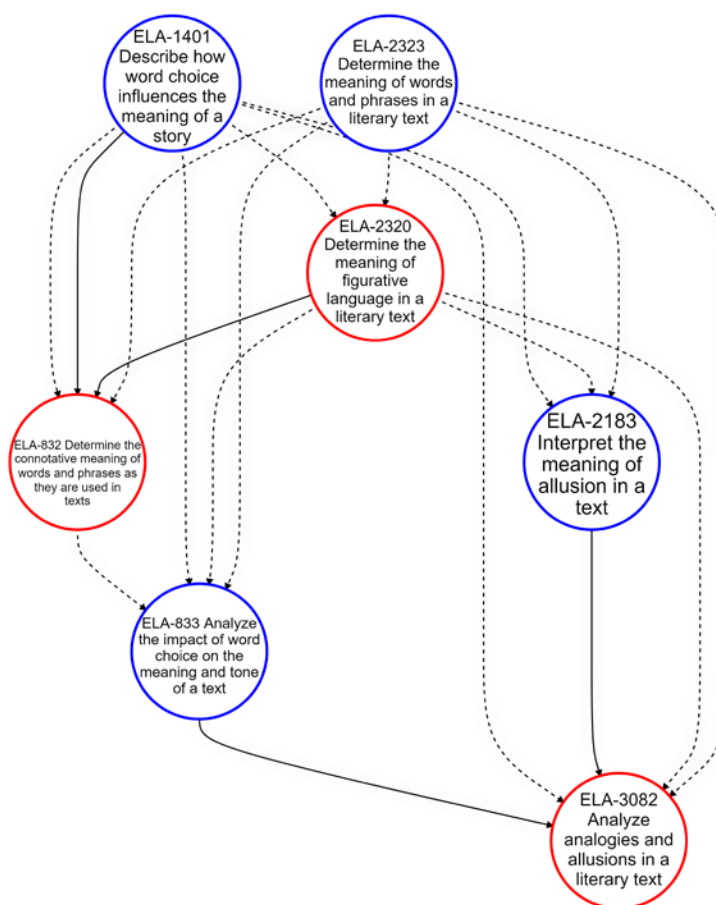 ELA-1401
Describe how
word choice
influences the
meaning of a
story
ELA-2323
Determine the
meaning of words
and phrases in a
literary text
ELA-2320
Determine the
meaning of
figurative
language in a
literary text
ELA-832 Determine the
connotative meaning of
words and phrases as
they are used in
texts
ELA-2183
Interpret the
meaning of
allusion in a
text
ELA-833 Analyze
the impact of word
choice on the
meaning and tone
of a text
ELA-3082
Analyze
analogies and
allusions in a
literary text